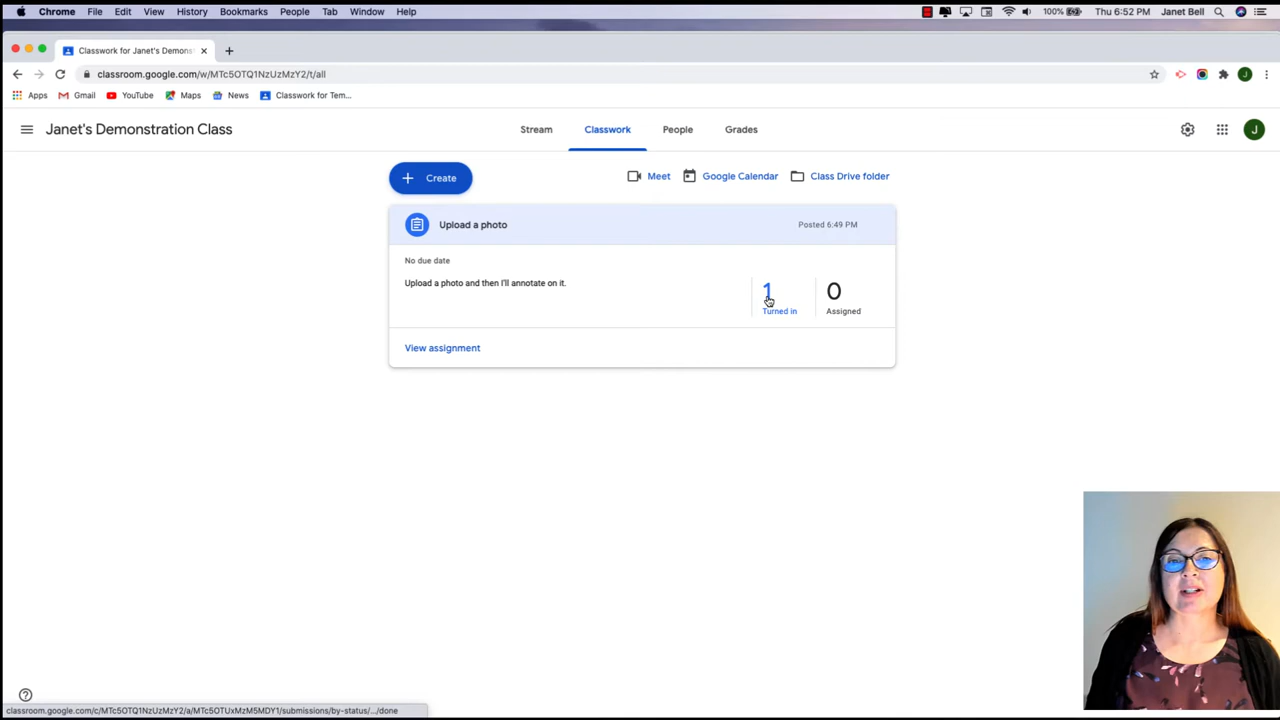 Chrome File Edit View History Bookmarks People Tab Window Help 100% Thu 6:52 PM Janet Bell
Classwork for Janet's Demonst
classroom.google.com/w/MTc5OTQ1NzUzMzY2/t/all
Apps Gmail YouTube Maps News Classwork for Tem...
Janet's Demonstration Class Stream Classwork People Grades J
Create Meet Google Calendar Class Drive folder
Upload a photo Posted 6:49 PM
No due date
Upload a photo and then I'll annotate on it. 1 0
Turned in Assigned
View assignment
classroom.google.com/c/MTc5OTQ1NzUzMzY2/a/MTc5OTUxMzM5MDY1/submissions/by-status/.../done